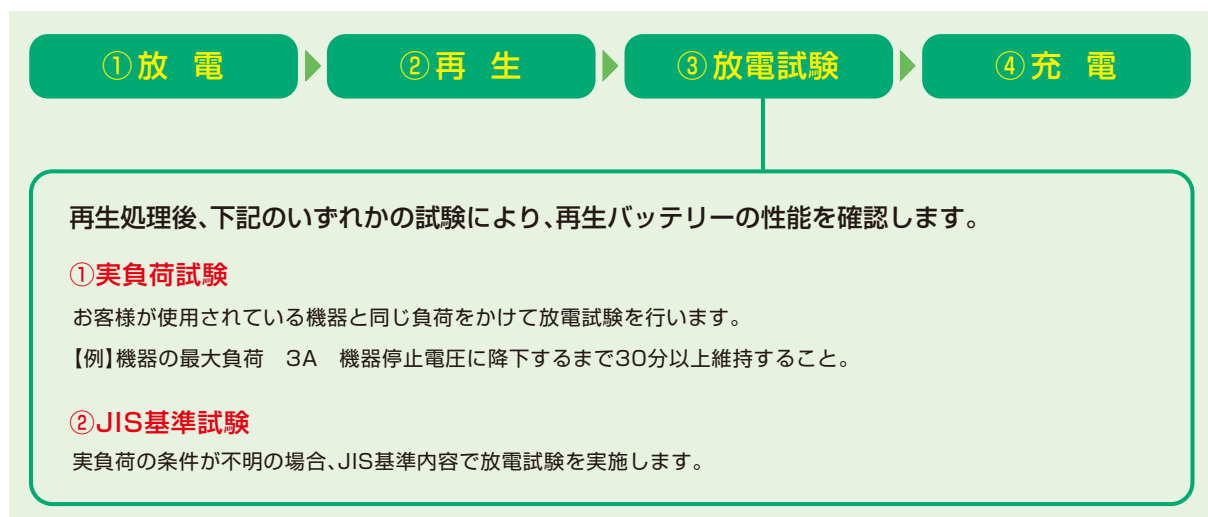 ①放 電
②再 生
③放電試験
④充 電
再生処理後、下記のいずれかの試験により、再生バッテリーの性能を確認します。
①実負荷試験
お客様が使用されている機器と同じ負荷をかけて放電試験を行います。
【例】機器の最大負荷　3A　機器停止電圧に降下するまで30分以上維持すること。
②JIS基準試験
実負荷の条件が不明の場合、JIS基準内容で放電試験を実施します。